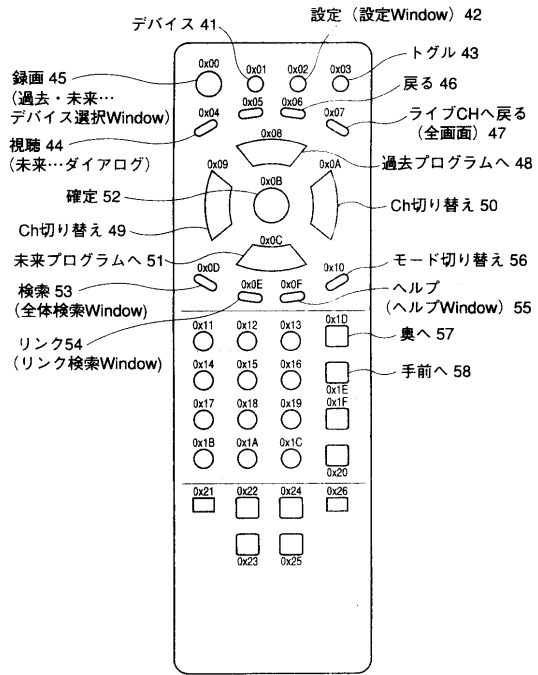 デバイス 41
設定（設定Window）42
トグル 43
録画 45
（過去・未来…
デバイス選択Window）
戻る 46
視聴 44
（未来…ダイアログ）
ライブCHへ戻る
（全画面） 47
過去プログラムへ 48
確定 52
Ch切り替え 50
Ch切り替え 49
未来プログラムへ 51
モード切り替え 56
検索 53
（全体検索Window）
ヘルプ
（ヘルプWindow） 55
リンク54
（リンク検索Window）
奥へ 57
手前へ 58
0x00
0x01
0x02
0x03
0x04
0x05
0x06
0x07
0x08
0x09
0x0A
0x0B
0x0C
0x0D
0x0E
0x0F
0x10
0x11
0x12
0x13
0x1D
0x14
0x15
0x16
0x1E
0x17
0x18
0x19
0x1F
0x1B
0x1A
0x1C
0x20
0x21
0x22
0x24
0x26
0x23
0x25